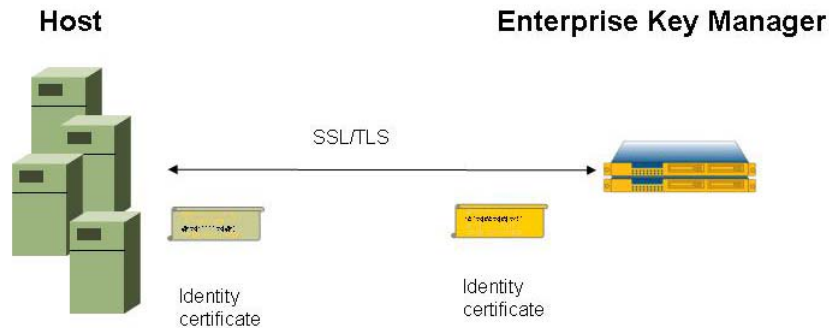 Host
Enterprise Key Manager
SSL/TLS
Identity
certificate
Identity
certificate